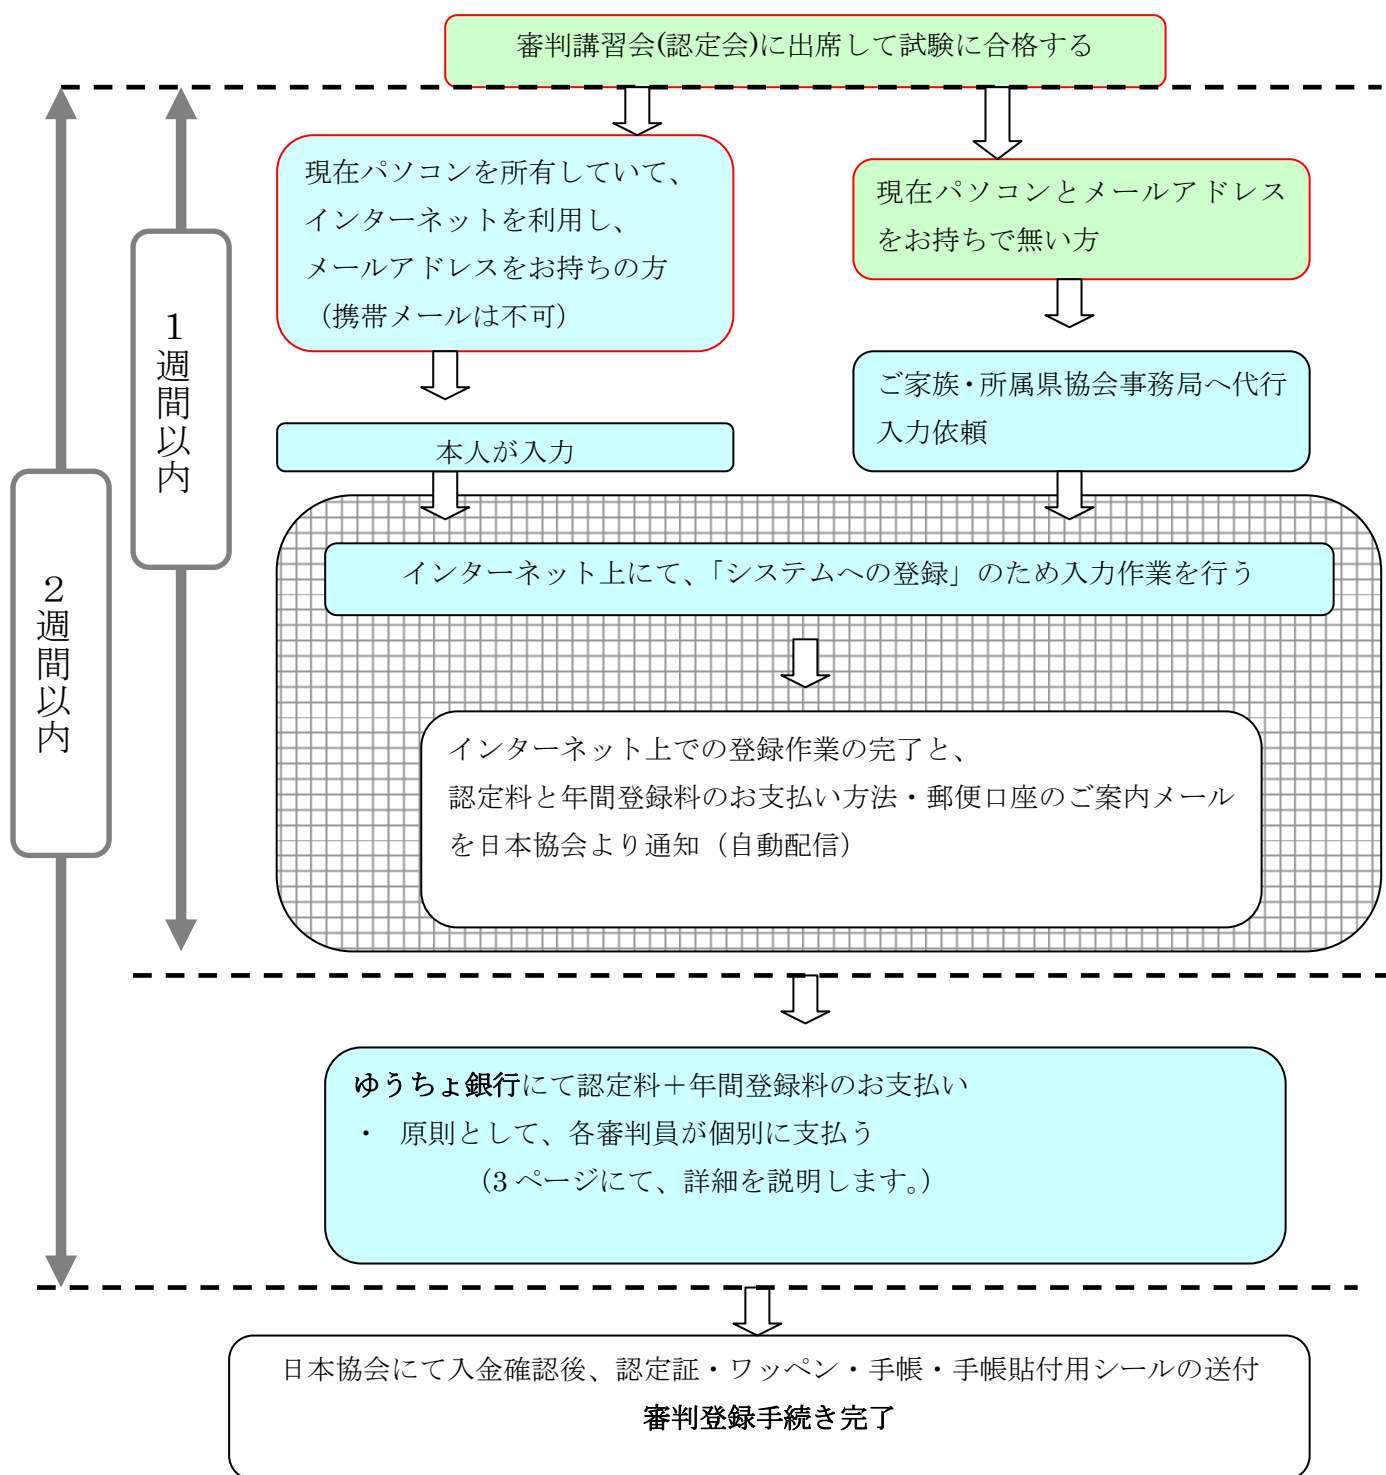 審判講習会(認定会)に出席して試験に合格する
現在パソコンを所有していて、
インターネットを利用し、
メールアドレスをお持ちの方
（携帯メールは不可）
現在パソコンとメールアドレス
をお持ちで無い方
１週間以内
２週間以内
本人が入力
ご家族・所属県協会事務局へ代行
入力依頼
インターネット上にて、「システムへの登録」のため入力作業を行う
インターネット上での登録作業の完了と、
認定料と年間登録料のお支払い方法・郵便口座のご案内メール
を日本協会より通知（自動配信）
ゆうちょ銀行にて認定料＋年間登録料のお支払い
・ 原則として、各審判員が個別に支払う
（3 ページにて、詳細を説明します。）
日本協会にて入金確認後、認定証・ワッペン・手帳・手帳貼付用シールの送付
審判登録手続き完了